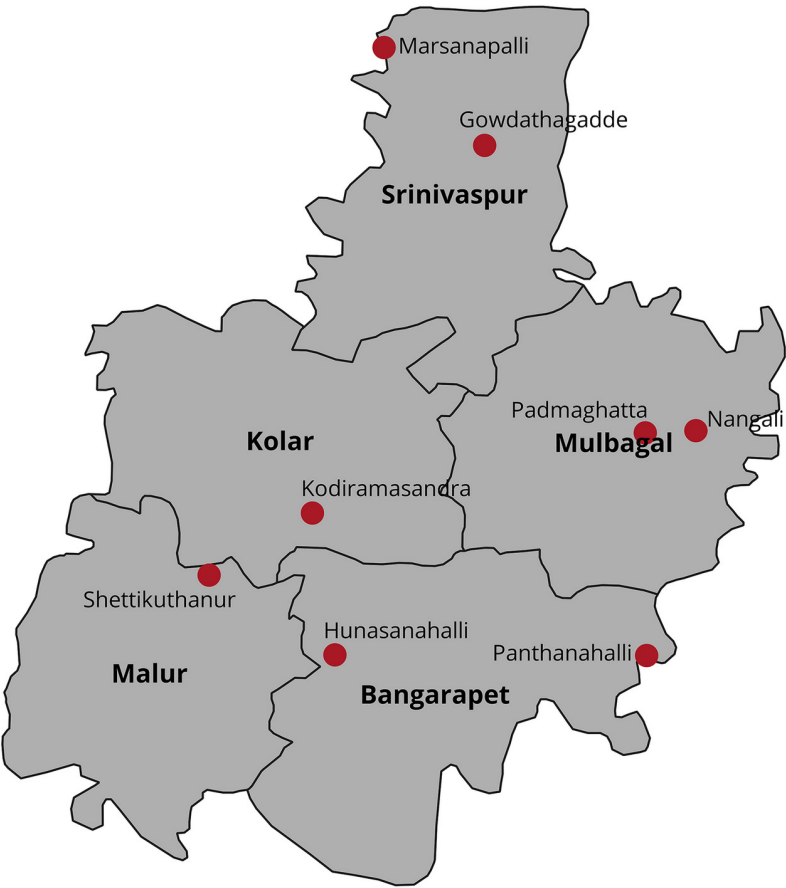 Marsanapalli
Gowdathagadde
Srinivaspur
Padmaghatta
Nangali
Mulbagal
Kolar
Kodiramasandra
Shettikuthanur
Hunasanahalli
Panthanahalli
Malur
Bangarapet